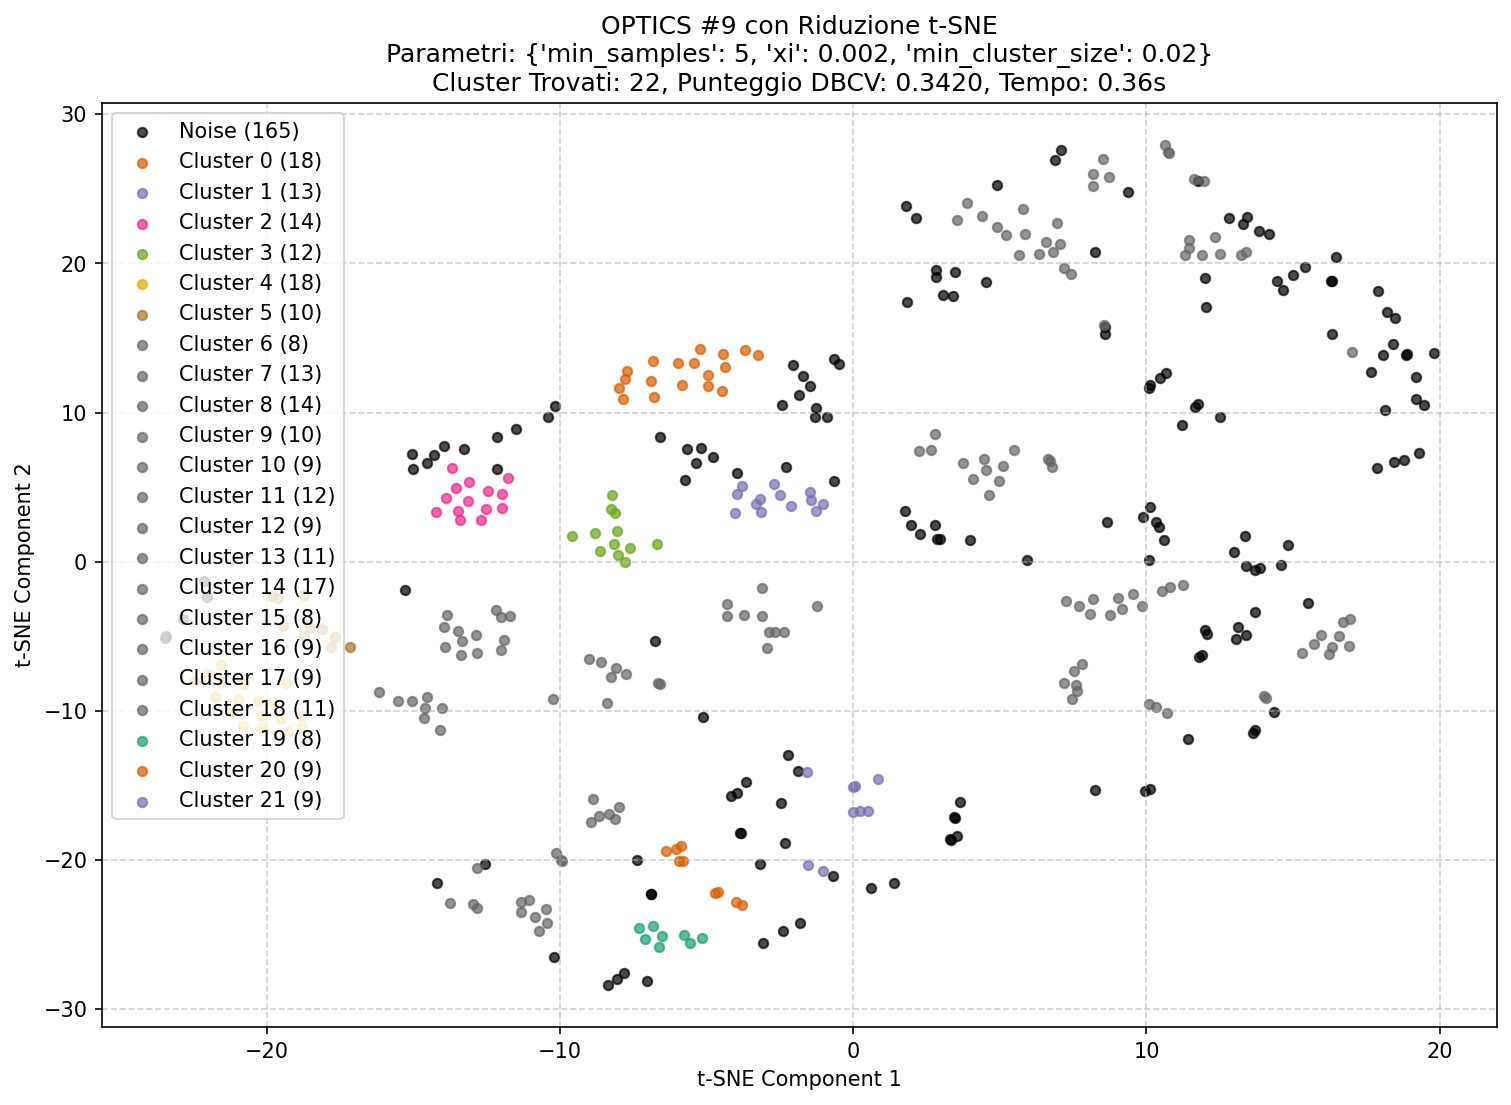 OPTICS #9 con Riduzione t-SNE
Parametri: {'min_samples': 5, 'xi': 0.002, 'min_cluster_size': 0.02}
Cluster Trovati: 22, Punteggio DBCV: 0.3420, Tempo: 0.36s
30
20
10
0
−10
−20
−30
t-SNE Component 2
Noise (165)
Cluster 0 (18)
Cluster 1 (13)
Cluster 2 (14)
Cluster 3 (12)
Cluster 4 (18)
Cluster 5 (10)
Cluster 6 (8)
Cluster 7 (13)
Cluster 8 (14)
Cluster 9 (10)
Cluster 10 (9)
Cluster 11 (12)
Cluster 12 (9)
Cluster 13 (11)
Cluster 14 (17)
Cluster 15 (8)
Cluster 16 (9)
Cluster 17 (9)
Cluster 18 (11)
Cluster 19 (8)
Cluster 20 (9)
Cluster 21 (9)
−20
−10
0
10
20
t-SNE Component 1